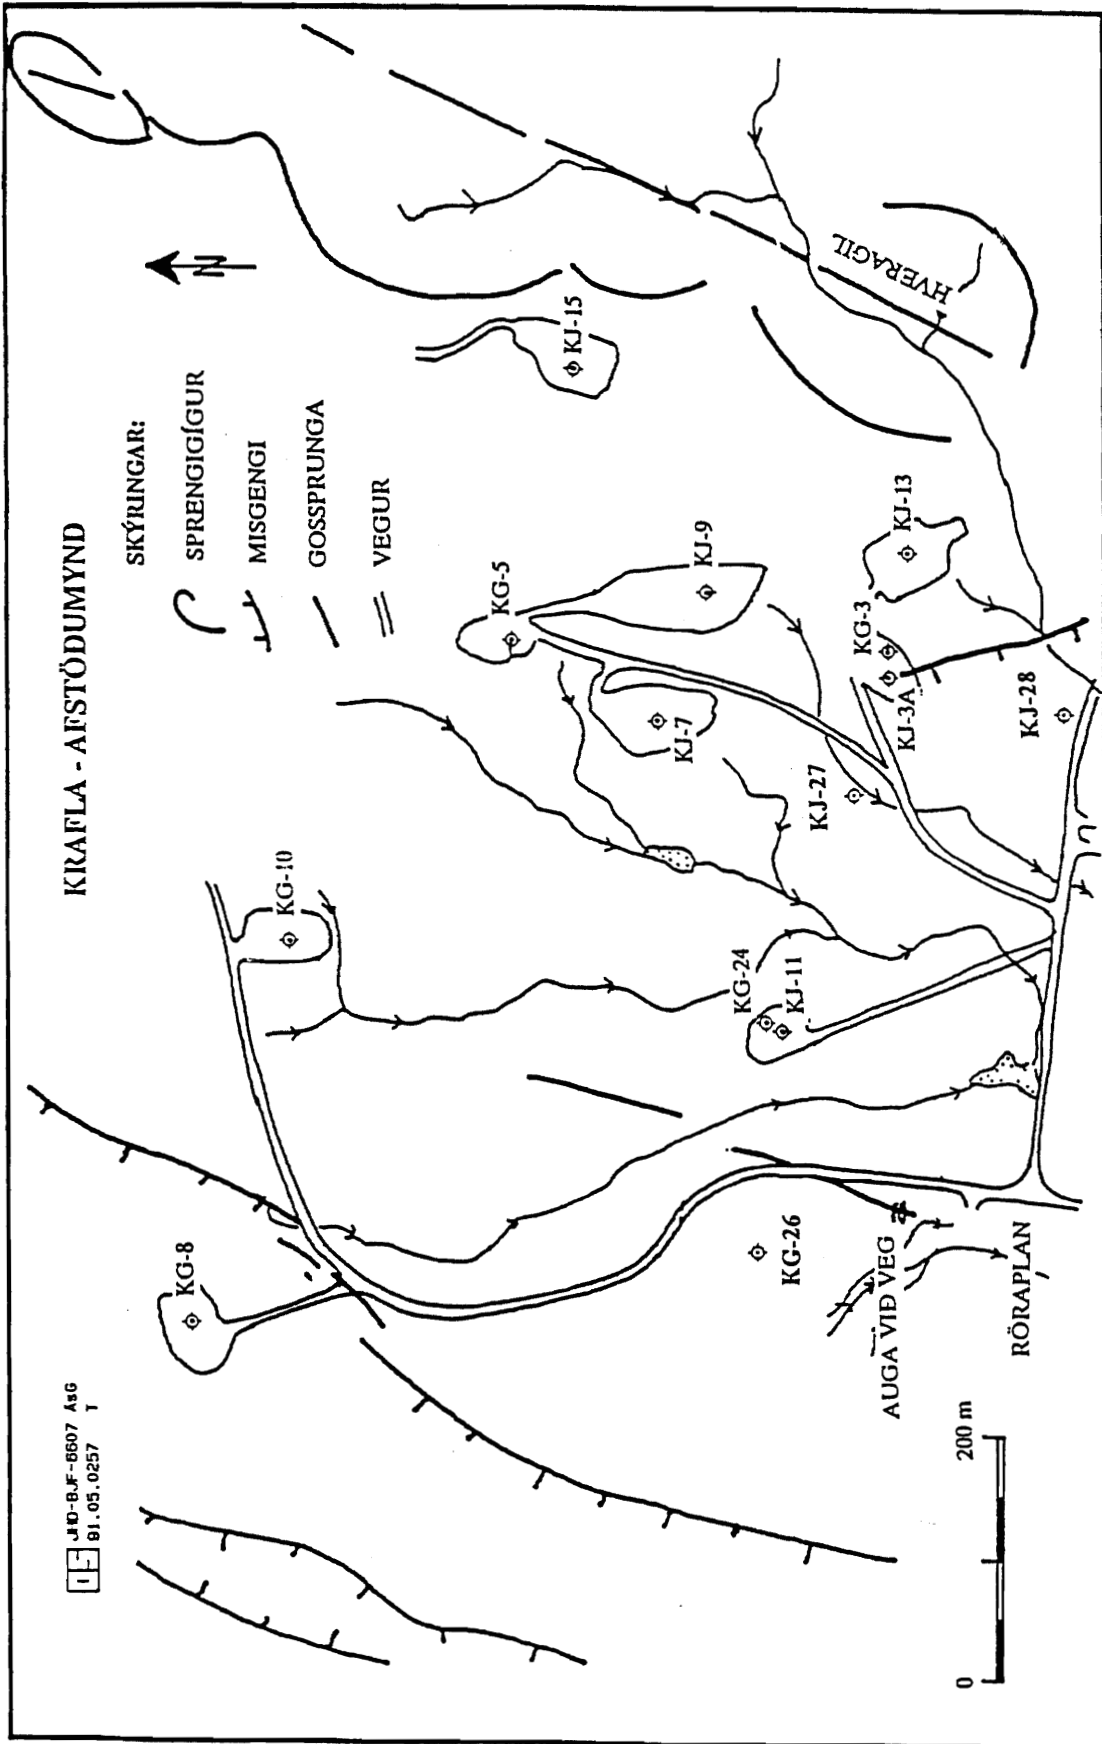 JHD-BJF-6607 ÁsG
91.05.0257 T
KRAFLA - AFSTÖDUMYND
SKÝRINGAR:
SPRENGIGÍGUR
MISGENGI
GOSSPRUNGA
VEGUR
N
KG-8
KG-10
KG-5
KJ-15
KJ-7
KJ-9
KG-24
KJ-11
KJ-27
KG-3
KJ-3A
KJ-13
KJ-28
HVERAGIL
KG-26
AUGA VIÐ VEG
RÖRAPLAN
0
200 m